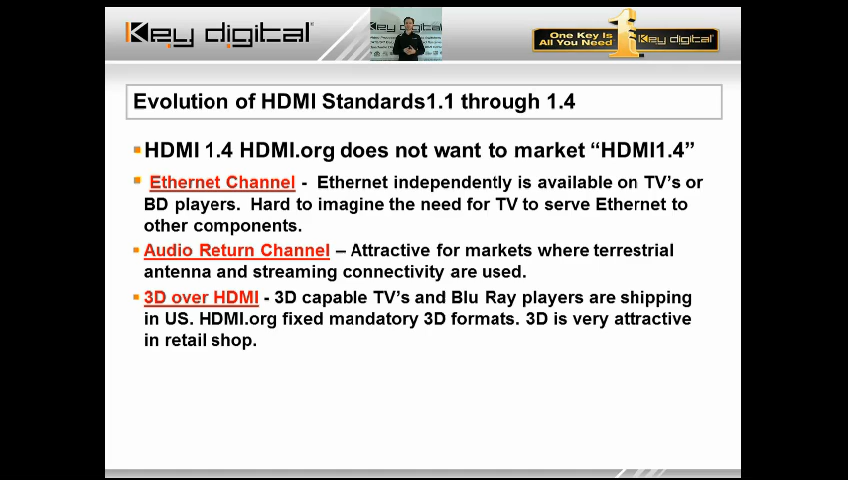 Key digital
Key digital
One Key Is
All You Need
1
Key digital
Evolution of HDMI Standards1.1 through 1.4
HDMI 1.4 HDMI.org does not want to market “HDMI1.4”
Ethernet Channel - Ethernet independently is available on TV’s or
BD players. Hard to imagine the need for TV to serve Ethernet to
other components.
Audio Return Channel – Attractive for markets where terrestrial
antenna and streaming connectivity are used.
3D over HDMI - 3D capable TV’s and Blu Ray players are shipping
in US. HDMI.org fixed mandatory 3D formats. 3D is very attractive
in retail shop.